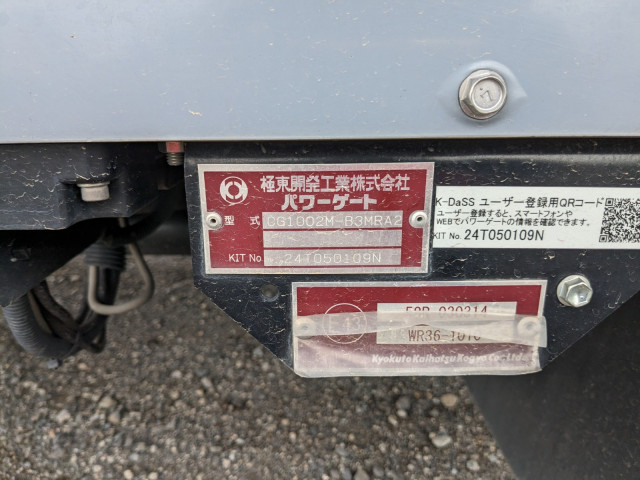 極東開発工業株式会社
パワーゲート
型 式 CG1002M-B3MRA2
KIT No. 24T050109N
K-DaSS ユーザー登録用QRコード
ユーザー登録すると、スマートフォンや
WEBでパワーゲートの情報を確認できます。
KIT No. 24T050109N
Kyokuto Kaihatsu Kogyo Co., Ltd.